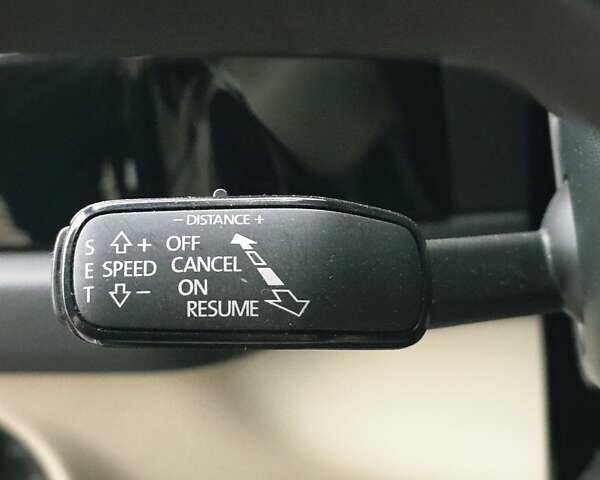 − DISTANCE +
S + OFF
E SPEED CANCEL
T − ON
RESUME